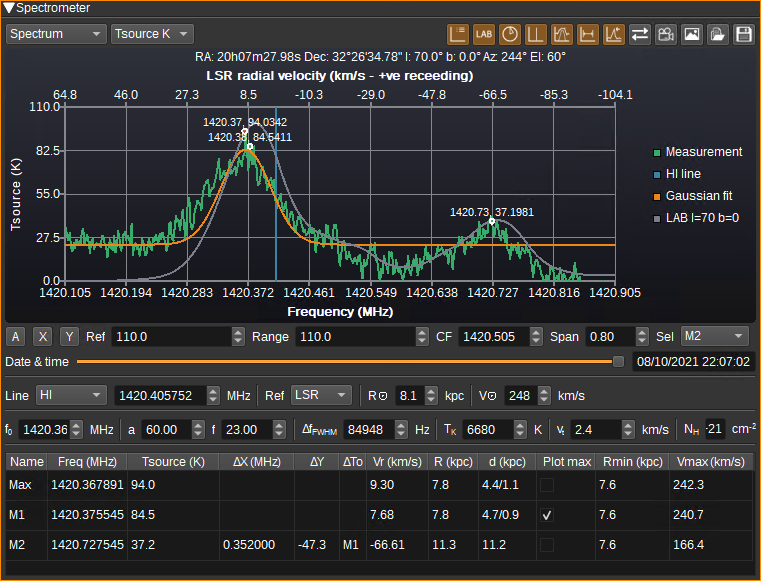 Spectrometer
Spectrum Tsource K LAB
RA: 20h07m27.98s Dec: 32°26'34.78" l: 70.0° b: 0.0° Az: 244° El: 60°
LSR radial velocity (km/s - +ve receeding)
64.8 46.0 27.3 8.5 -10.3 -29.0 -47.8 -66.5 -85.3 -104.1
110.0
82.5
55.0
27.5
0.0
Tsource (K)
1420.37, 94.0342
1420.38, 84.5411
1420.73, 37.1981
Measurement
HI line
Gaussian fit
LAB l=70 b=0
1420.105 1420.194 1420.283 1420.372 1420.461 1420.549 1420.638 1420.727 1420.816 1420.905
Frequency (MHz)
A X Y Ref 110.0 Range 110.0 CF 1420.505 Span 0.80 Sel M2
Date & time 08/10/2021 22:07:02
Line HI 1420.405752 MHz Ref LSR R⊙ 8.1 kpc V⊙ 248 km/s
f₀ 1420.36 MHz a 60.00 f 23.00 Δf_FWHM 84948 Hz T_K 6680 K vₜ 2.4 km/s N_H ·21 cm⁻²
Name Freq (MHz) Tsource (K) ΔX (MHz) ΔY ΔTo Vr (km/s) R (kpc) d (kpc) Plot max Rmin (kpc) Vmax (km/s)
Max 1420.367891 94.0 9.30 7.8 4.4/1.1 7.6 242.3
M1 1420.375545 84.5 7.68 7.8 4.7/0.9 7.6 240.7
M2 1420.727545 37.2 0.352000 -47.3 M1 -66.61 11.3 11.2 7.6 166.4